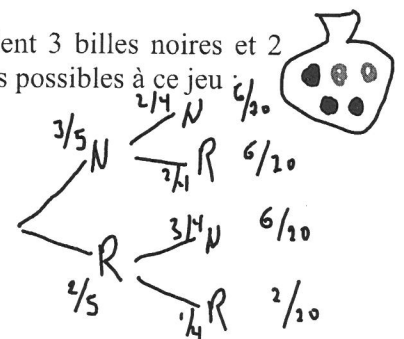 ent 3 billes noires et 2
s possibles à ce jeu :
2/4 N 6/20
3/5 N
2/4 R 6/20
3/4 N 6/20
R
2/5
1/4 R 2/20